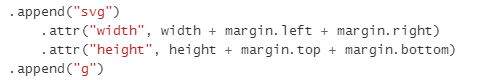 .append("svg")
    .attr("width", width + margin.left + margin.right)
    .attr("height", height + margin.top + margin.bottom)
.append("g")